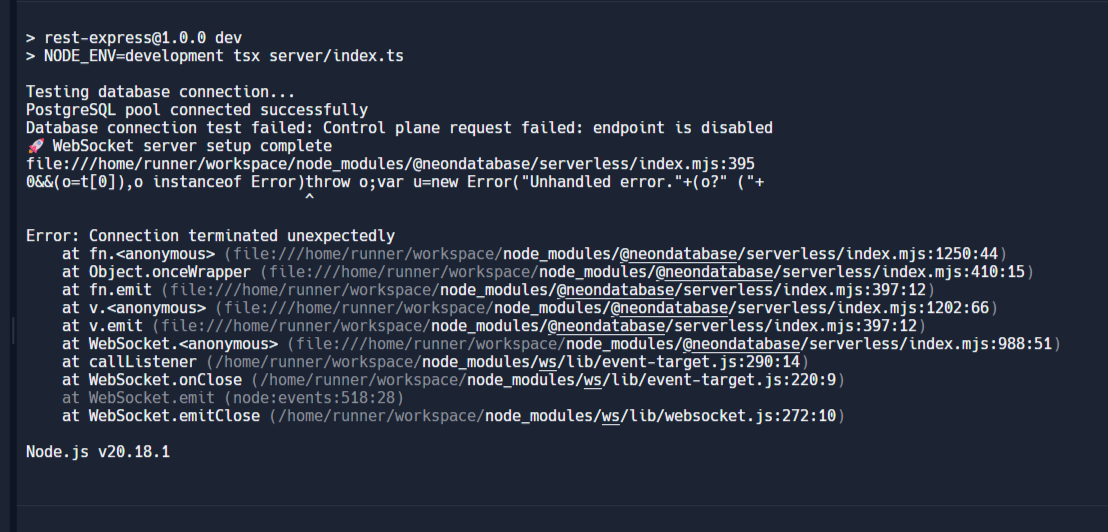 > rest-express@1.0.0 dev
> NODE_ENV=development tsx server/index.ts
Testing database connection...
PostgreSQL pool connected successfully
Database connection test failed: Control plane request failed: endpoint is disabled
🚀 WebSocket server setup complete
file:///home/runner/workspace/node_modules/@neondatabase/serverless/index.mjs:395
0&&(o=t[0]),o instanceof Error)throw o;var u=new Error("Unhandled error."+(o?" ("+
^
Error: Connection terminated unexpectedly
at fn.<anonymous> (file:///home/runner/workspace/node_modules/@neondatabase/serverless/index.mjs:1250:44)
at Object.onceWrapper (file:///home/runner/workspace/node_modules/@neondatabase/serverless/index.mjs:410:15)
at fn.emit (file:///home/runner/workspace/node_modules/@neondatabase/serverless/index.mjs:397:12)
at v.<anonymous> (file:///home/runner/workspace/node_modules/@neondatabase/serverless/index.mjs:1202:66)
at v.emit (file:///home/runner/workspace/node_modules/@neondatabase/serverless/index.mjs:397:12)
at WebSocket.<anonymous> (file:///home/runner/workspace/node_modules/@neondatabase/serverless/index.mjs:988:51)
at callListener (/home/runner/workspace/node_modules/ws/lib/event-target.js:290:14)
at WebSocket.onClose (/home/runner/workspace/node_modules/ws/lib/event-target.js:220:9)
at WebSocket.emit (node:events:518:28)
at WebSocket.emitClose (/home/runner/workspace/node_modules/ws/lib/websocket.js:272:10)
Node.js v20.18.1